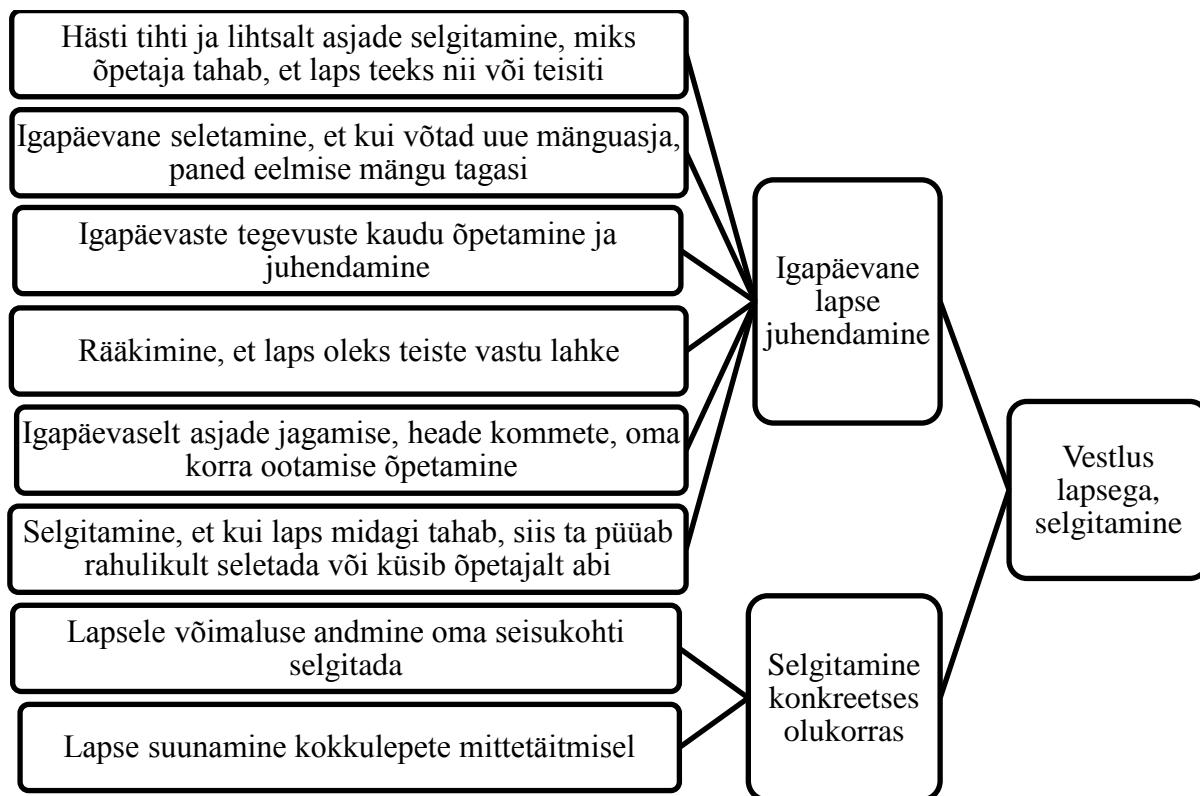 Hästi tihti ja lihtsalt asjade selgitamine, miks
õpetaja tahab, et laps teeks nii või teisiti
Igapäevane seletamine, et kui võtad uue mänguasja,
paned eelmise mängu tagasi
Igapäevaste tegevuste kaudu õpetamine ja
juhendamine
Rääkimine, et laps oleks teiste vastu lahke
Igapäevaselt asjade jagamise, heade kommete, oma
korra ootamise õpetamine
Selgitamine, et kui laps midagi tahab, siis ta püüab
rahulikult seletada või küsib õpetajalt abi
Lapsele võimaluse andmine oma seisukohti
selgitada
Lapse suunamine kokkulepete mittetäitmisel
Igapäevane
lapse
juhendamine
Selgitamine
konkreetses
olukorras
Vestlus
lapsega,
selgitamine